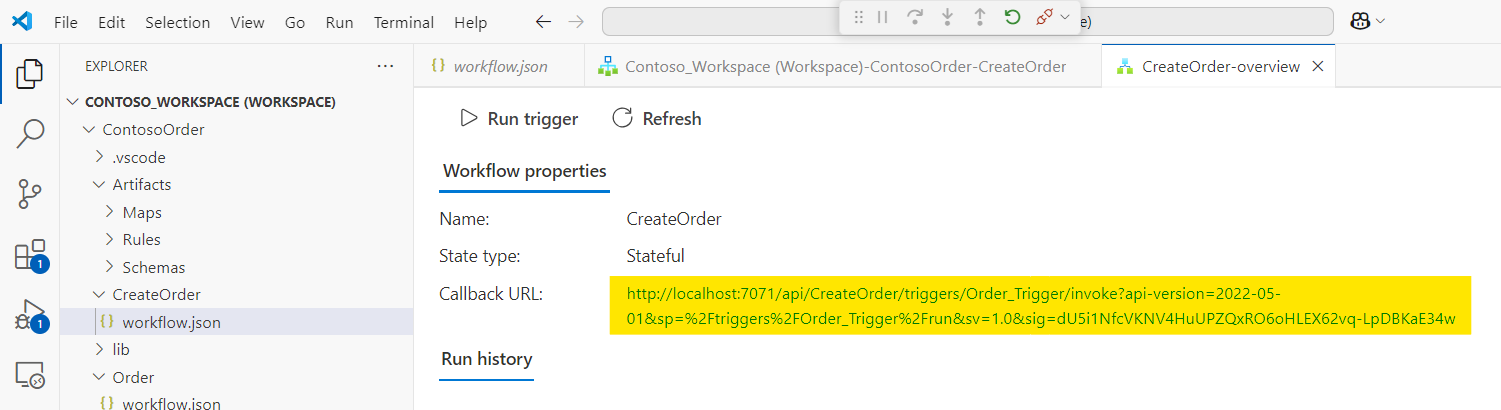 File Edit Selection View Go Run Terminal Help
e)
EXPLORER
workflow.json
Contoso_Workspace (Workspace)-ContosoOrder-CreateOrder
CreateOrder-overview
CONTOSO_WORKSPACE (WORKSPACE)
ContosoOrder
.vscode
Artifacts
Maps
Rules
Schemas
CreateOrder
workflow.json
lib
Order
workflow.json
1
1
Run trigger
Refresh
Workflow properties
Name: CreateOrder
State type: Stateful
Callback URL: http://localhost:7071/api/CreateOrder/triggers/Order_Trigger/invoke?api-version=2022-05-
01&sp=%2Ftriggers%2FOrder_Trigger%2Frun&sv=1.0&sig=dU5i1NfcVKNV4HuUPZQxRO6oHLEX62vq-LpDBKaE34w
Run history